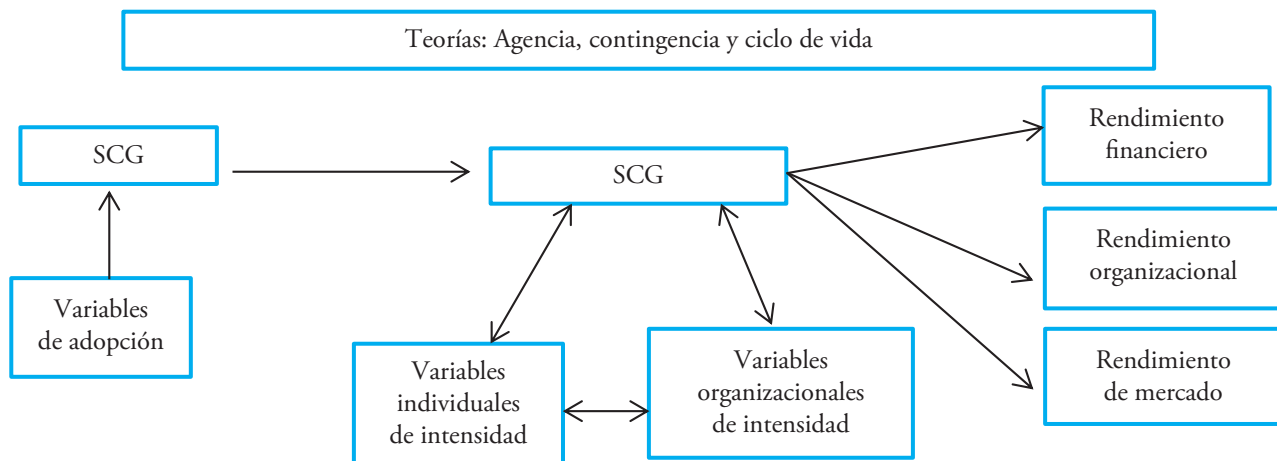 Teorías: Agencia, contingencia y ciclo de vida
SCG
Variables
de adopción
SCG
Variables
individuales
de intensidad
Variables
organizacionales
de intensidad
Rendimiento
financiero
Rendimiento
organizacional
Rendimiento
de mercado